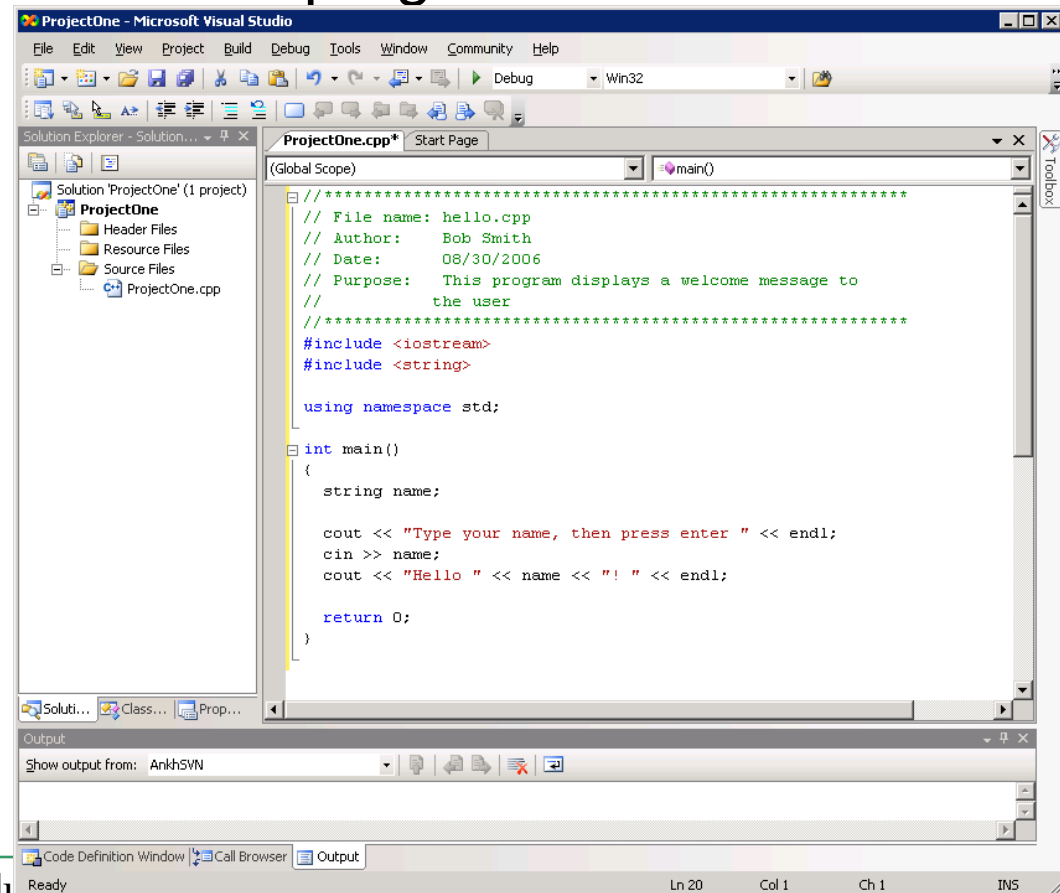 ProjectOne - Microsoft Visual Studio
File Edit View Project Build Debug Tools Window Community Help
Debug Win32
Solution Explorer - Solution...
ProjectOne.cpp* Start Page
(Global Scope) main()
Toolbox
Solution 'ProjectOne' (1 project)
ProjectOne
Header Files
Resource Files
Source Files
ProjectOne.cpp
//***********************************************************
// File name: hello.cpp
// Author: Bob Smith
// Date: 08/30/2006
// Purpose: This program displays a welcome message to
// the user
//***********************************************************
#include <iostream>
#include <string>
using namespace std;
int main()
{
string name;
cout << "Type your name, then press enter " << endl;
cin >> name;
cout << "Hello " << name << "! " << endl;
return 0;
}
Soluti... Class... Prop...
Output
Show output from: AnkhSVN
Code Definition Window Call Browser Output
Ready Ln 20 Col 1 Ch 1 INS